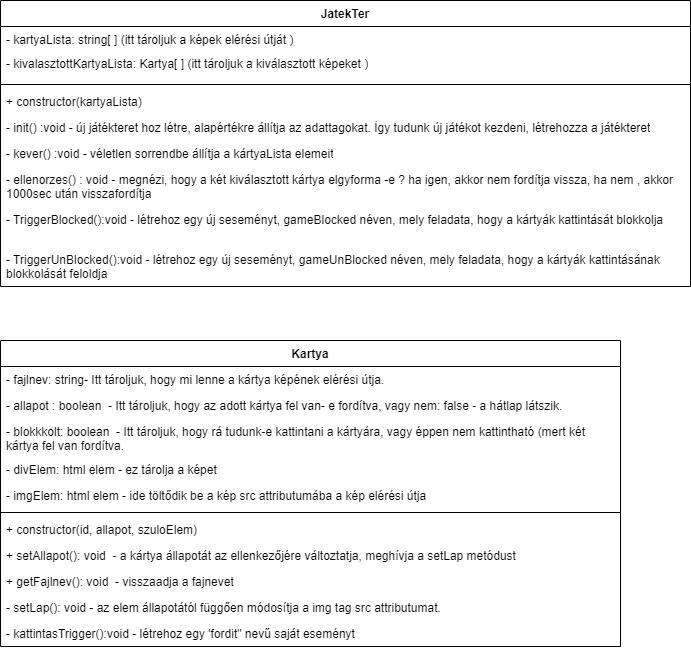 JatekTer
- kartyaLista: string[ ] (itt tároljuk a képek elérési útját )
- kivalasztottKartyaLista: Kartya[ ] (itt tároljuk a kiválasztott képeket )
+ constructor(kartyaLista)
- init() :void - új játékteret hoz létre, alapértékre állítja az adattagokat. Így tudunk új játékot kezdeni, létrehozza a játékteret
- kever() :void - véletlen sorrendbe állítja a kártyaLista elemeit
- ellenorzes() : void - megnézi, hogy a két kiválasztott kártya elgyforma -e ? ha igen, akkor nem fordítja vissza, ha nem , akkor
1000sec után visszafordítja
- TriggerBlocked():void - létrehoz egy új seseményt, gameBlocked néven, mely feladata, hogy a kártyák kattintását blokkolja
- TriggerUnBlocked():void - létrehoz egy új seseményt, gameUnBlocked néven, mely feladata, hogy a kártyák kattintásának
blokkolását feloldja
Kartya
- fajlnev: string- Itt tároljuk, hogy mi lenne a kártya képének elérési útja.
- allapot : boolean  - Itt tároljuk, hogy az adott kártya fel van- e fordítva, vagy nem: false - a hátlap látszik.
- blokkkolt: boolean  - Itt tároljuk, hogy rá tudunk-e kattintani a kártyára, vagy éppen nem kattintható (mert két
kártya fel van fordítva.
- divElem: html elem - ez tárolja a képet
- imgElem: html elem - ide töltődik be a kép src attributumába a kép elérési útja
+ constructor(id, allapot, szuloElem)
+ setAllapot(): void  - a kártya állapotát az ellenkezőjére változtatja, meghívja a setLap metódust
+ getFajlnev(): void  - visszaadja a fajnevet
- setLap(): void - az elem állapotától függően módosítja a img tag src attributumat.
- kattintasTrigger():void - létrehoz egy 'fordit" nevű saját eseményt